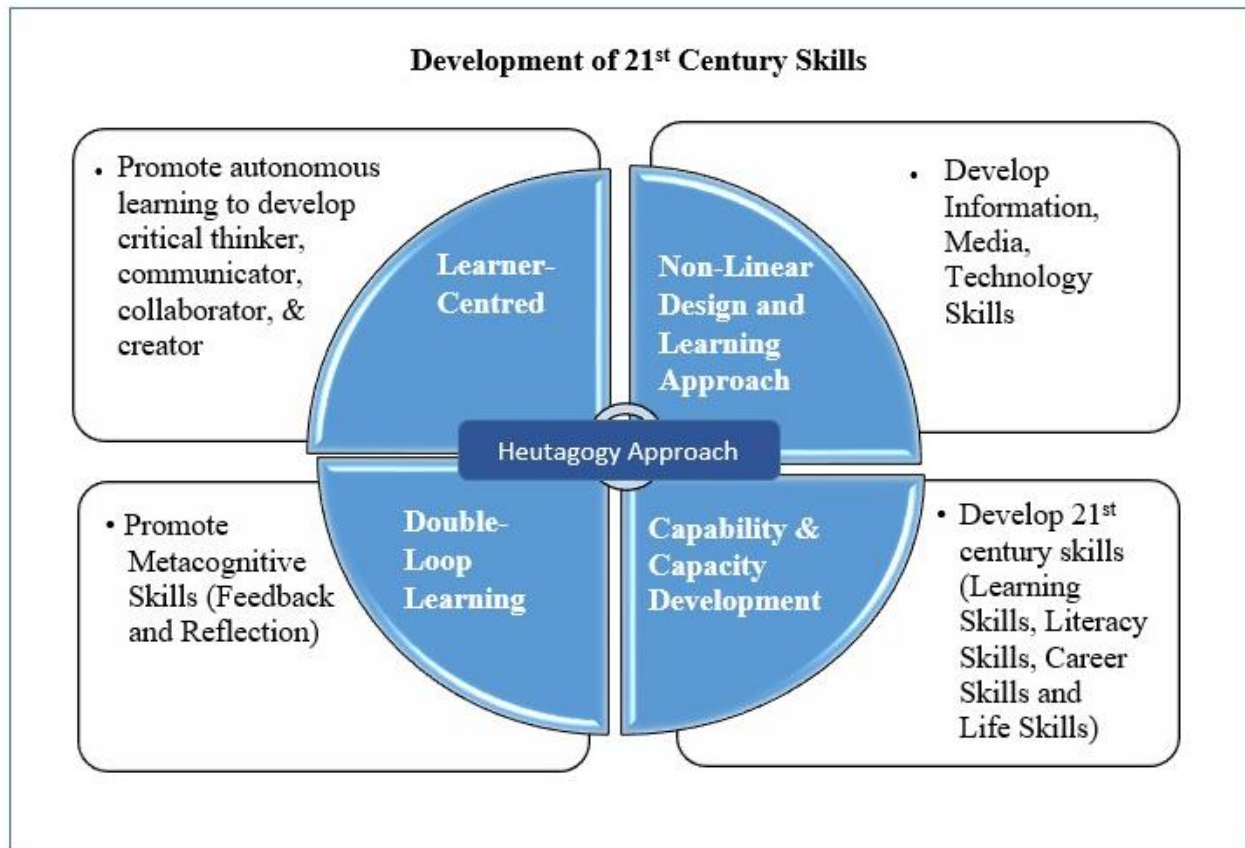 Development of 21st Century Skills
• Promote autonomous
learning to develop
critical thinker,
communicator,
collaborator, &
creator
Learner-
Centred
Non-Linear
Design and
Learning
Approach
• Develop
Information,
Media,
Technology
Skills
Heutagogy Approach
• Promote
Metacognitive
Skills (Feedback
and Reflection)
Double-
Loop
Learning
Capability &
Capacity
Development
• Develop 21st
century skills
(Learning
Skills, Literacy
Skills, Career
Skills and
Life Skills)